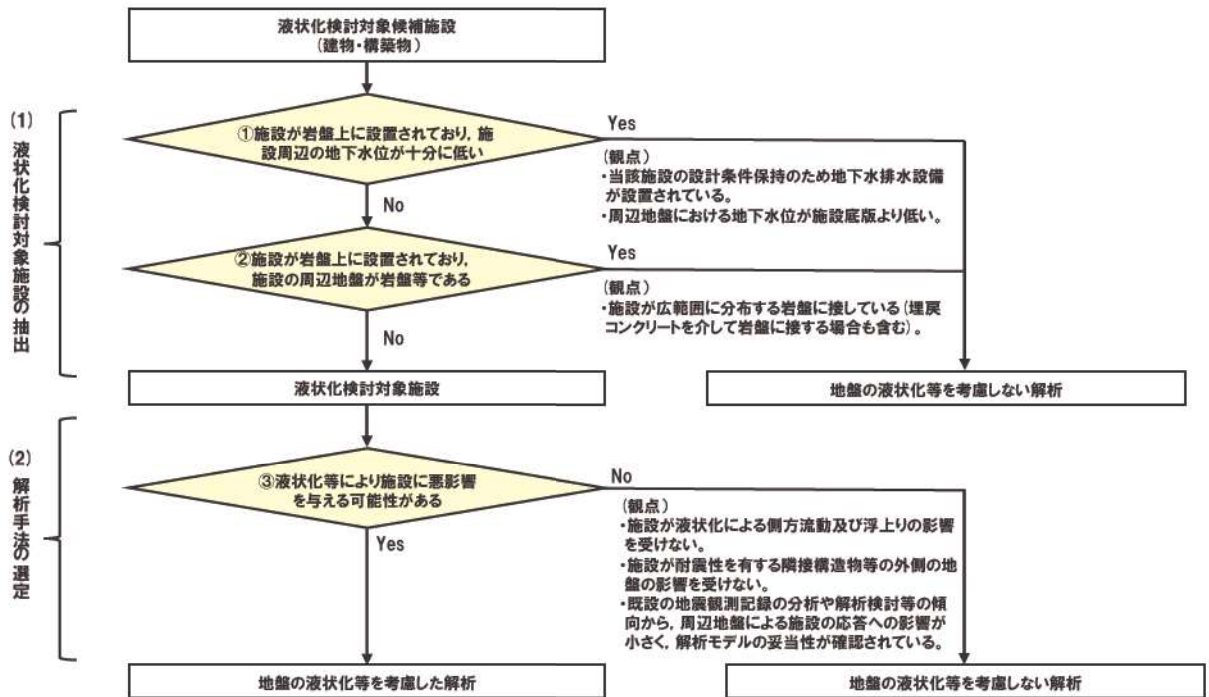 液状化検討対象候補施設
(建物・構築物)
(1)
液状化検討対象施設の抽出
①施設が岩盤上に設置されており，施
設周辺の地下水位が十分に低い
Yes
(観点)
・当該施設の設計条件保持のため地下水排水設備
が設置されている。
・周辺地盤における地下水位が施設底版より低い。
No
②施設が岩盤上に設置されており，
施設の周辺地盤が岩盤等である
Yes
(観点)
・施設が広範囲に分布する岩盤に接している(埋戻
コンクリートを介して岩盤に接する場合も含む)。
No
液状化検討対象施設
地盤の液状化等を考慮しない解析
(2)
解析手法の選定
③液状化等により施設に悪影響
を与える可能性がある
No
(観点)
・施設が液状化による側方流動及び浮上りの影響
を受けない。
・施設が耐震性を有する隣接構造物等の外側の地
盤の影響を受けない。
・既設の地震観測記録の分析や解析検討等の傾
向から，周辺地盤による施設の応答への影響が
小さく，解析モデルの妥当性が確認されている。
Yes
地盤の液状化等を考慮した解析
地盤の液状化等を考慮しない解析